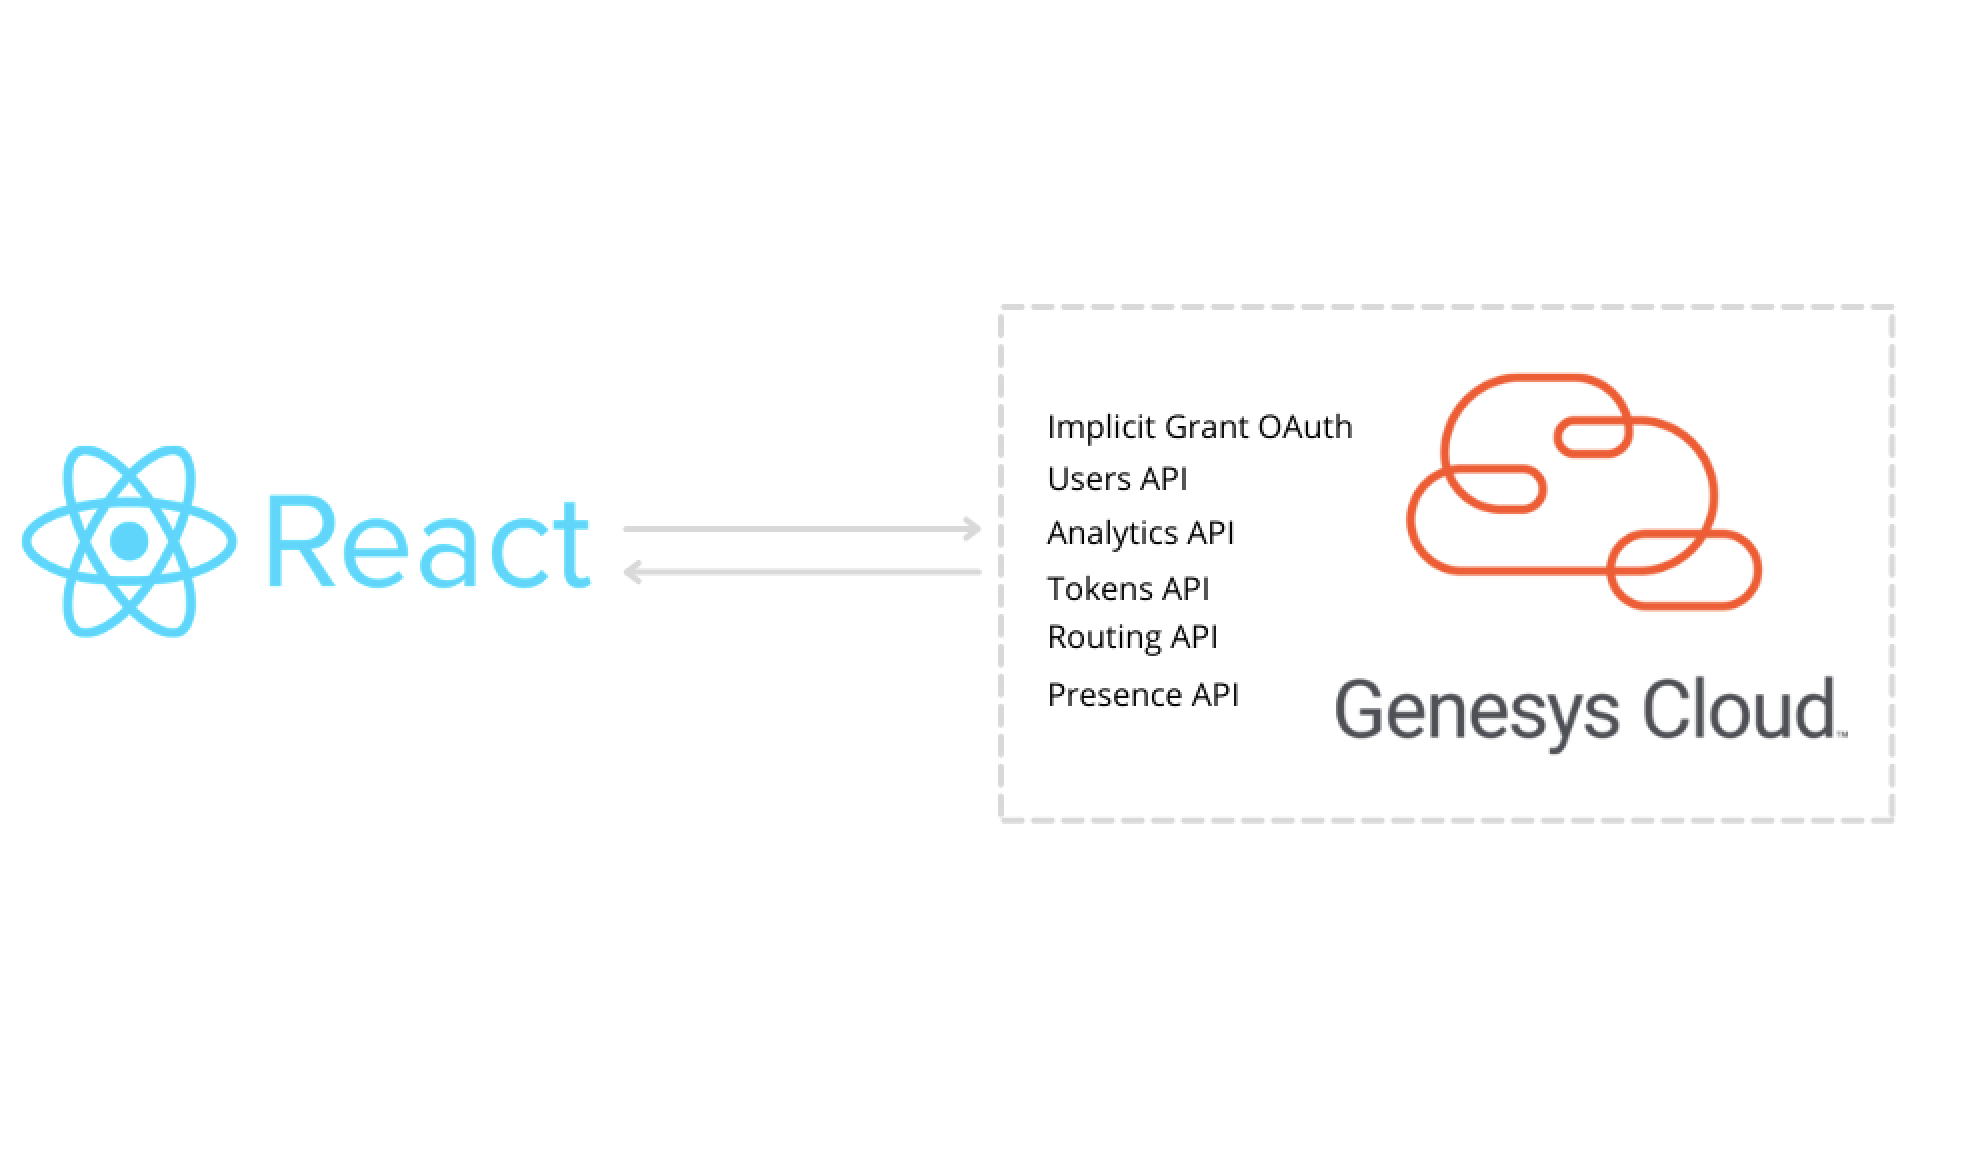 React
Implicit Grant OAuth
Users API
Analytics API
Tokens API
Routing API
Presence API
Genesys Cloud™